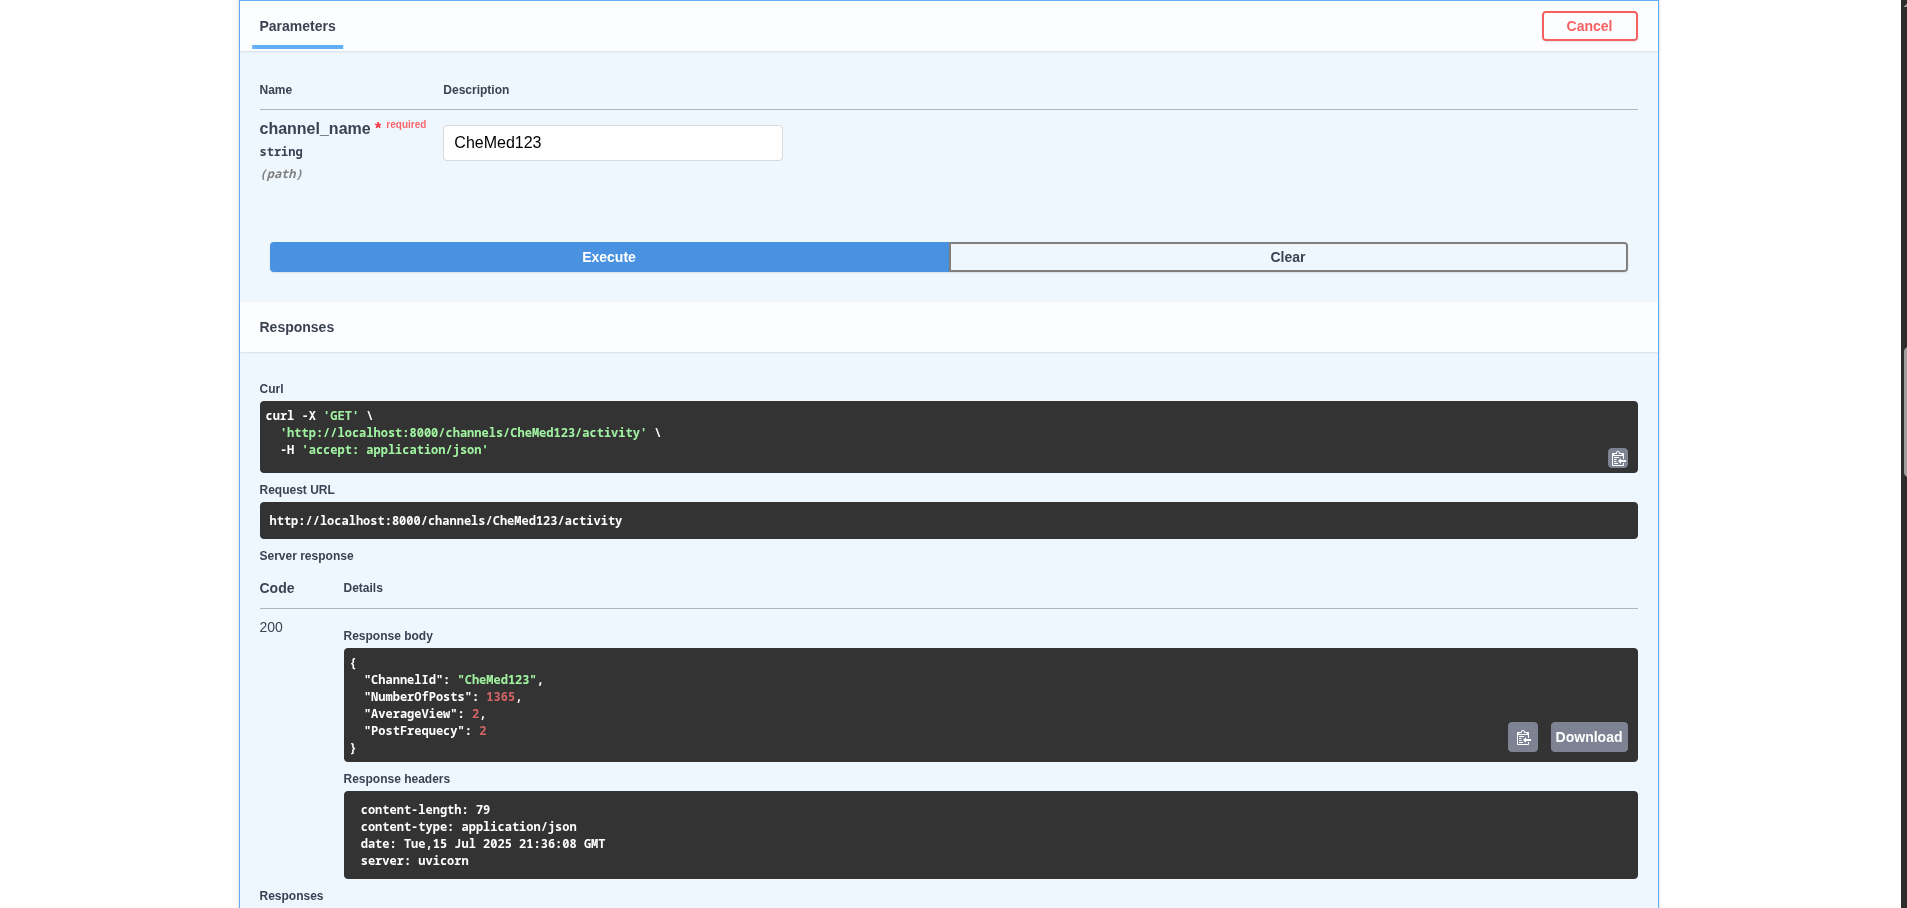 Parameters
Cancel
Name Description
channel_name * required
string
(path)
CheMed123
Execute
Clear
Responses
Curl
curl -X 'GET' \
  'http://localhost:8000/channels/CheMed123/activity' \
  -H 'accept: application/json'
Request URL
http://localhost:8000/channels/CheMed123/activity
Server response
Code Details
200
Response body
{
  "ChannelId": "CheMed123",
  "NumberOfPosts": 1365,
  "AverageView": 2,
  "PostFrequecy": 2
}
Download
Response headers
content-length: 79
content-type: application/json
date: Tue,15 Jul 2025 21:36:08 GMT
server: uvicorn
Responses